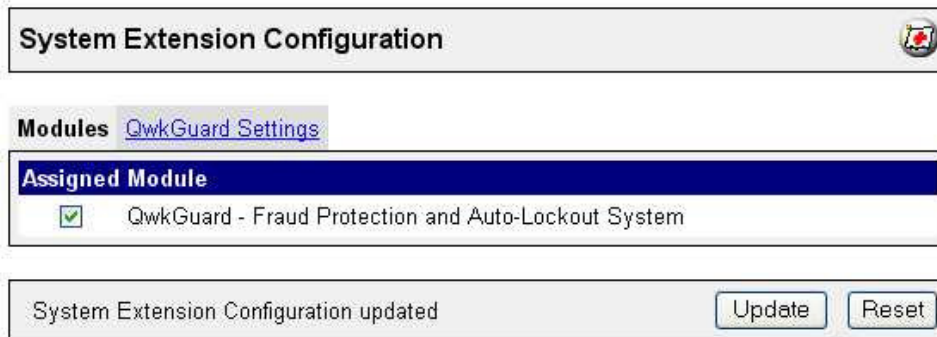 System Extension Configuration
Modules QwkGuard Settings
Assigned Module
QwkGuard - Fraud Protection and Auto-Lockout System
System Extension Configuration updated Update Reset